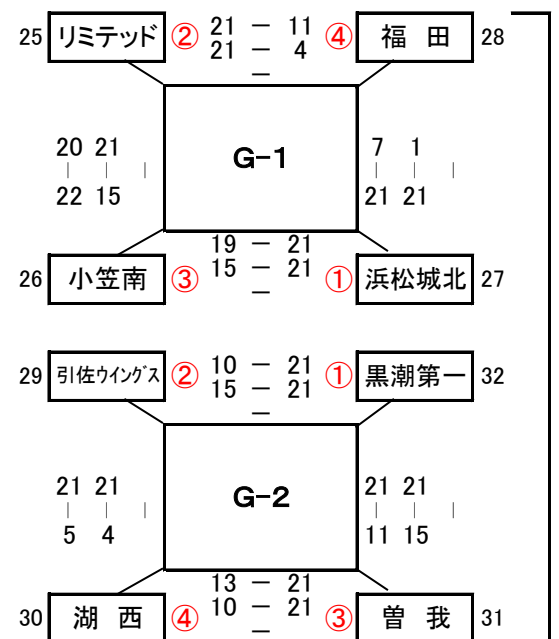 25 リミテッド ② 21 − 11 ④ 福 田 28
21 − 4
−
20 21 | G-1 7 1 |
| | | |
22 15 21 21
19 − 21
26 小笠南 ③ 15 − 21 ① 浜松城北 27
−
29 引佐ウイングス ② 10 − 21 ① 黒潮第一 32
15 − 21
−
21 21 | G-2 21 21 |
| | | |
5 4 11 15
13 − 21
30 湖 西 ④ 10 − 21 ③ 曽 我 31
−